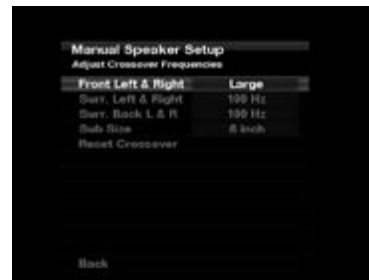 Manual Speaker Setup
Adjust Crossover Frequencies
Front Left & Right Large
Surr. Left & Right 100 Hz
Surr. Back L & R 100 Hz
Sub Size 8 inch
Reset Crossover
Back